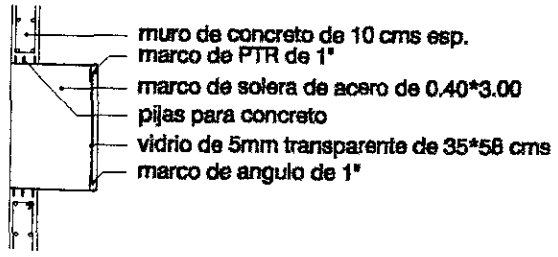 muro de concreto de 10 cms esp.
marco de PTR de 1"
marco de solera de acero de 0.40*3.00
pijas para concreto
vidrio de 5mm transparente de 35*58 cms
marco de angulo de 1"